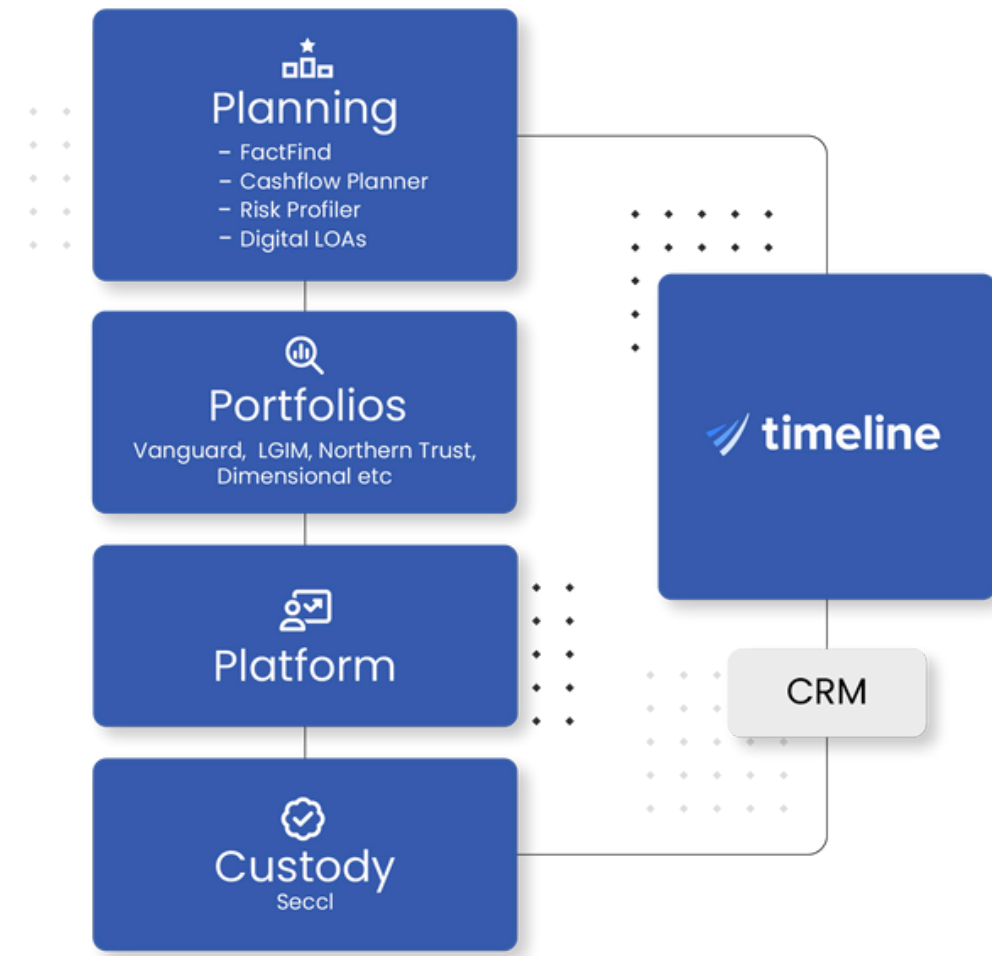 Planning
– FactFind
– Cashflow Planner
– Risk Profiler
– Digital LOAs
Portfolios
Vanguard, LGIM, Northern Trust,
Dimensional etc
Platform
Custody
Seccl
timeline
CRM